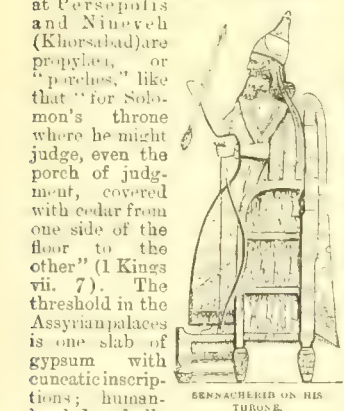 at Persepolis
and Nineveh
(Khorsabad) are
propylæa, or
"porches," like
that "for Solo-
mon's throne
where he might
judge, even the
porch of judg-
ment, covered
with cedar from
one side of the
floor to the
other" (1 Kings
vii. 7). The
threshold in the
Assyrian palaces
is one slab of
gypsum with
cuneatic inscrip-
tions; human-
SENNACHERIB ON HIS
THRONE.